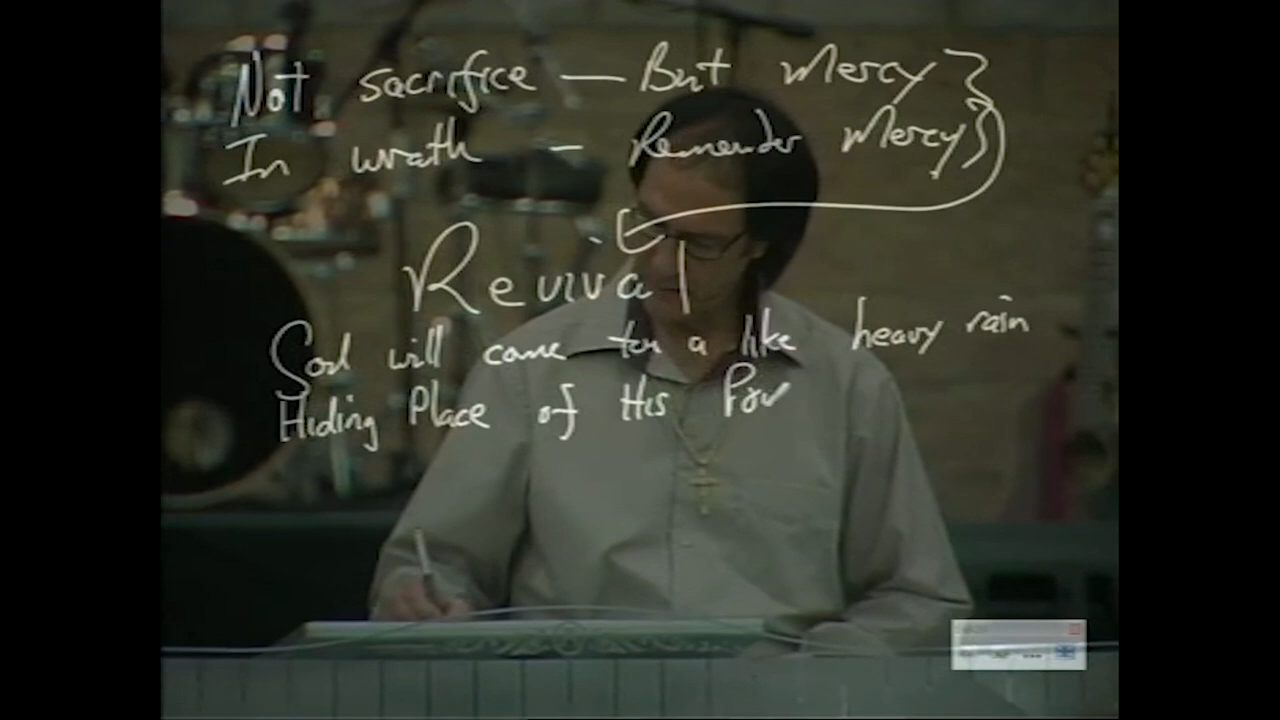 Not sacrifice — But Mercy }
In wrath — Remember Mercy }
Revival
God will come like heavy rain
Hiding Place of His Pow